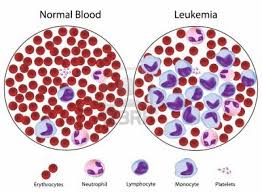 Normal Blood
Leukemia
Erythrocytes
Neutrophil
Lymphocyte
Monocyte
Platelets